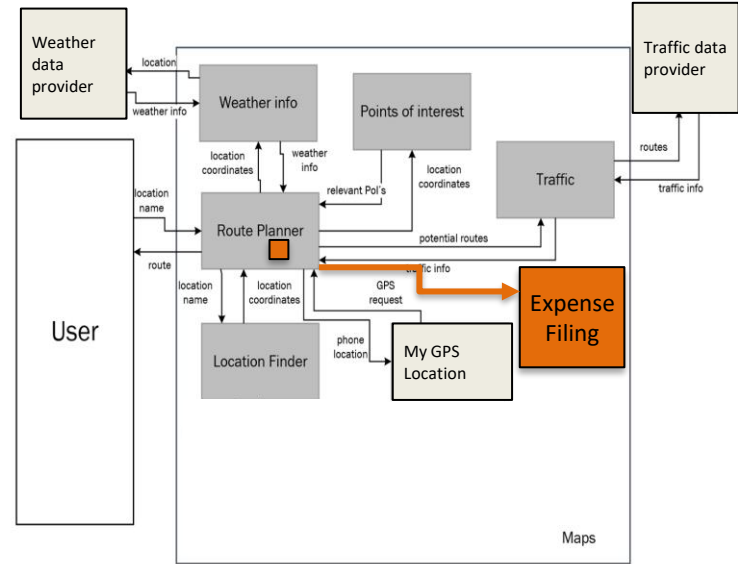 Weather
data
provider
location
weather info
Traffic data
provider
Weather info
Points of interest
routes
traffic info
Traffic
location
coordinates
weather
info
relevant PoI's
location
coordinates
location
name
Route Planner
route
potential routes
traffic info
User
location
name
location
coordinates
GPS
request
phone
location
Location Finder
My GPS
Location
Expense
Filing
Maps